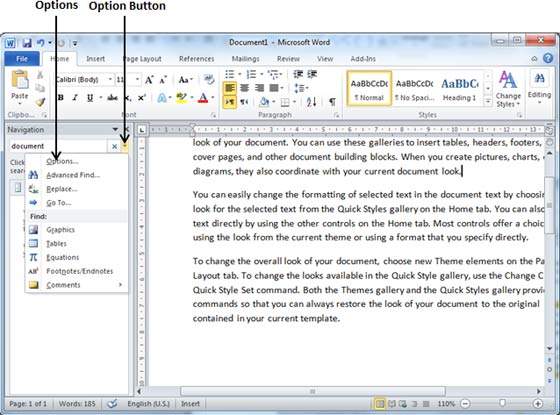 Options Option Button
Document1 - Microsoft Word
File Home Insert Page Layout References Mailings Review View Add-Ins
Calibri (Body) 11
Paste
B I U
AaBbCcDc AaBbCcDc AaBbCc
¶ Normal ¶ No Spaci... Heading 1
Change Styles
Editing
Clipbo... Font Paragraph Styles
Navigation
document
Options...
Advanced Find...
Replace...
Go To...
Find:
Graphics
Tables
Equations
Footnotes/Endnotes
Comments
look of your document. You can use these galleries to insert tables, headers, footers,
cover pages, and other document building blocks. When you create pictures, charts,
diagrams, they also coordinate with your current document look.
You can easily change the formatting of selected text in the document text by choosin
look for the selected text from the Quick Styles gallery on the Home tab. You can also
text directly by using the other controls on the Home tab. Most controls offer a choic
using the look from the current theme or using a format that you specify directly.
To change the overall look of your document, choose new Theme elements on the Pa
Layout tab. To change the looks available in the Quick Style gallery, use the Change C
Quick Style Set command. Both the Themes gallery and the Quick Styles gallery provi
commands so that you can always restore the look of your document to the original
contained in your current template.
Page: 1 of 1 Words: 185 English (U.S.) Insert 110%